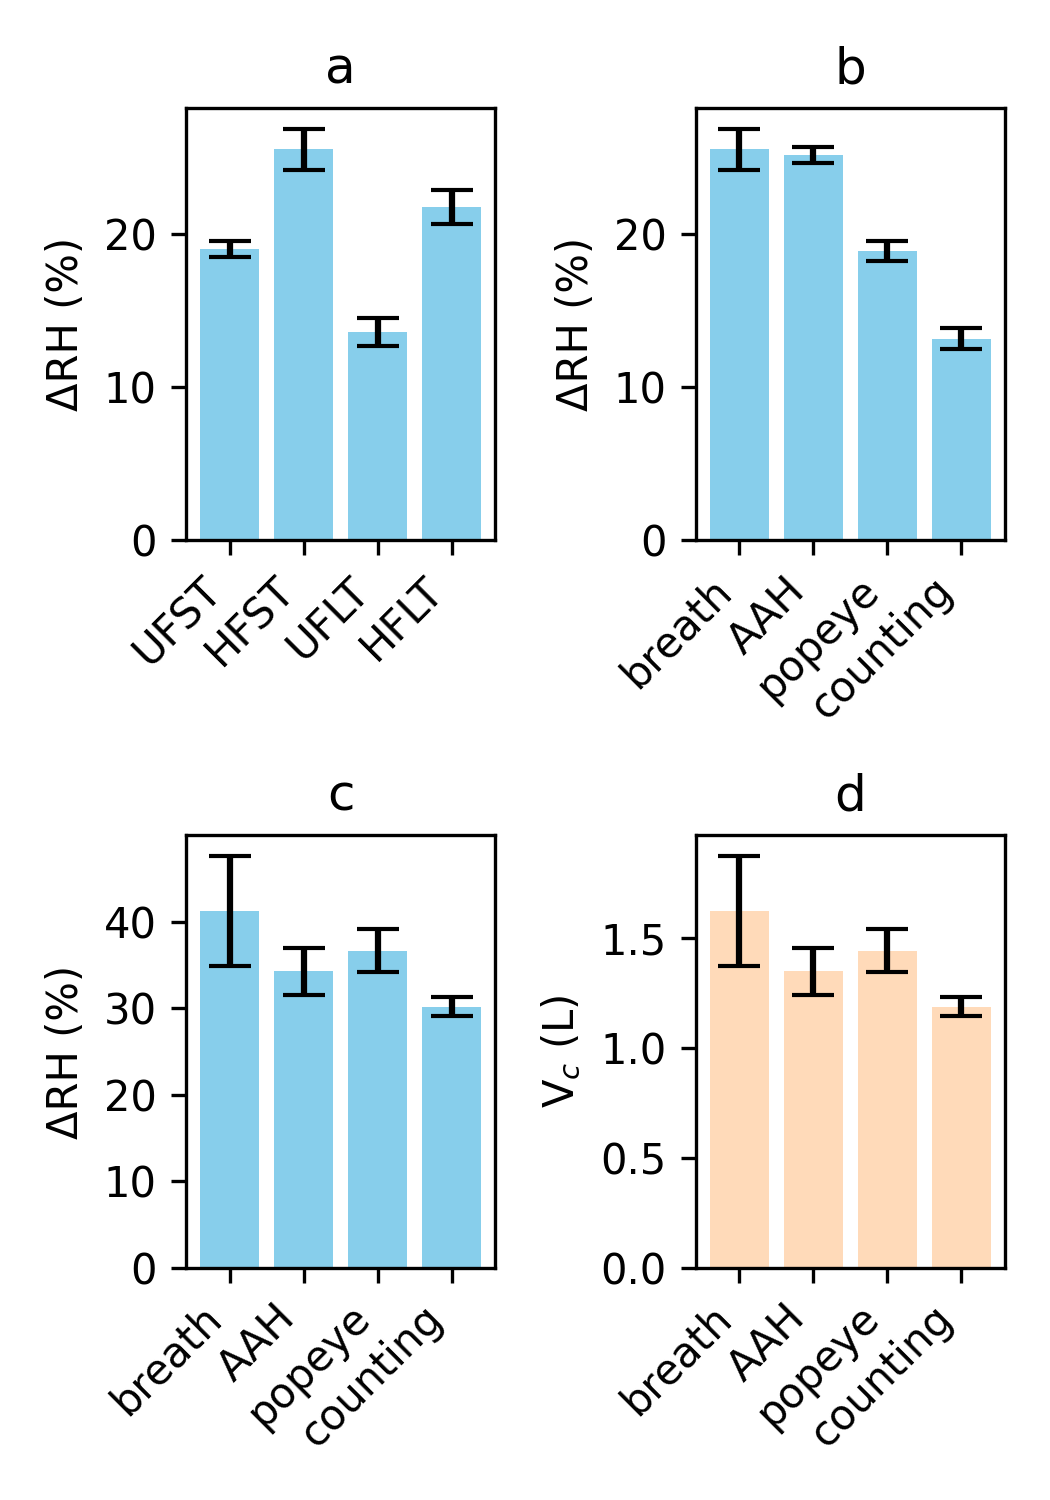 a
ΔRH (%)
20
10
0
UFST
HFST
UFLT
HFLT
b
ΔRH (%)
20
10
0
breath
AAH
popeye
counting
c
ΔRH (%)
40
30
20
10
0
breath
AAH
popeye
counting
d
V_c (L)
1.5
1.0
0.5
0.0
breath
AAH
popeye
counting